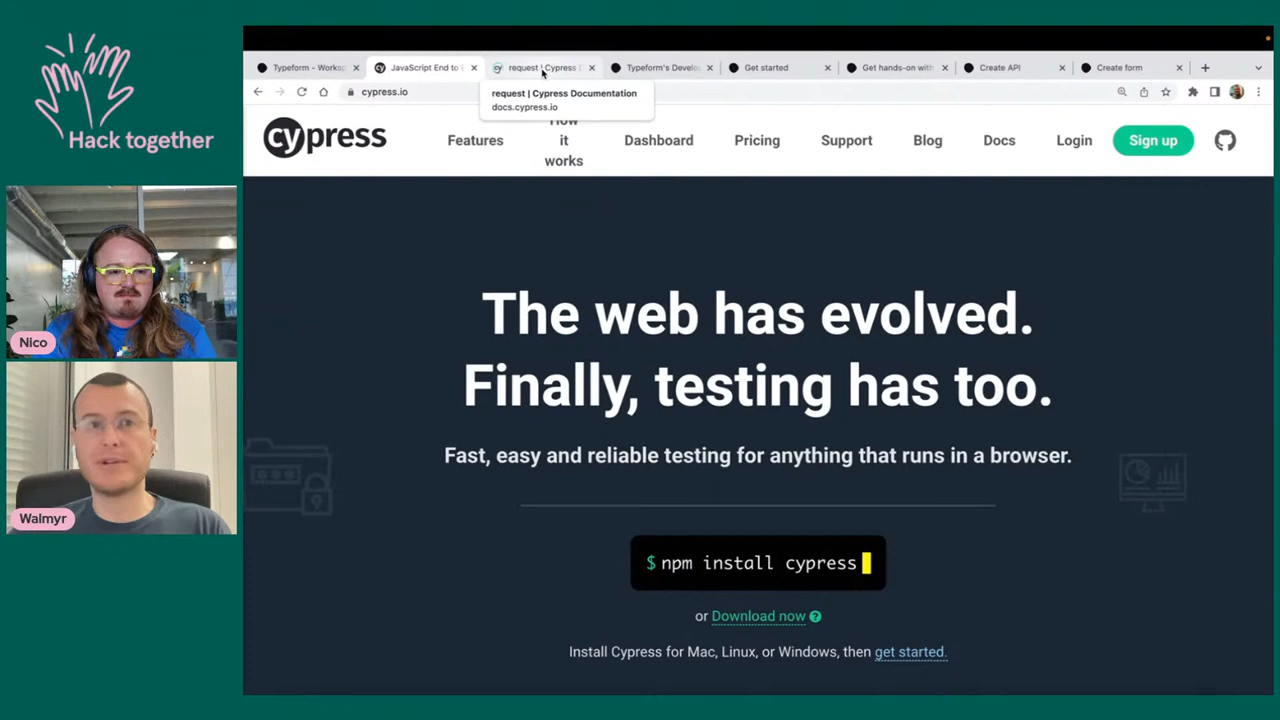 Hack together
Nico
Walmyr
Typeform – Worksp
JavaScript End to E
request | Cypress D
Typeform's Develo
Get started
Get hands-on with
Create API
Create form
cypress.io
request | Cypress Documentation
docs.cypress.io
cypress
Features
How
it
works
Dashboard
Pricing
Support
Blog
Docs
Login
Sign up
The web has evolved.
Finally, testing has too.
Fast, easy and reliable testing for anything that runs in a browser.
$ npm install cypress
or Download now ?
Install Cypress for Mac, Linux, or Windows, then get started.